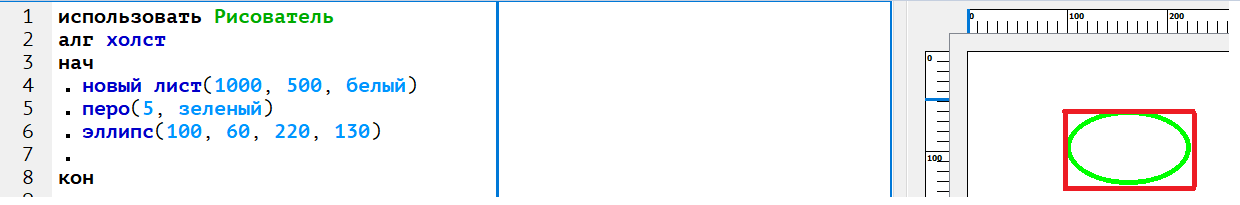 1 использовать Рисователь
2 алг холст
3 нач
4 . новый лист(1000, 500, белый)
5 . перо(5, зеленый)
6 . эллипс(100, 60, 220, 130)
7 .
8 кон
0 100 200
0
100